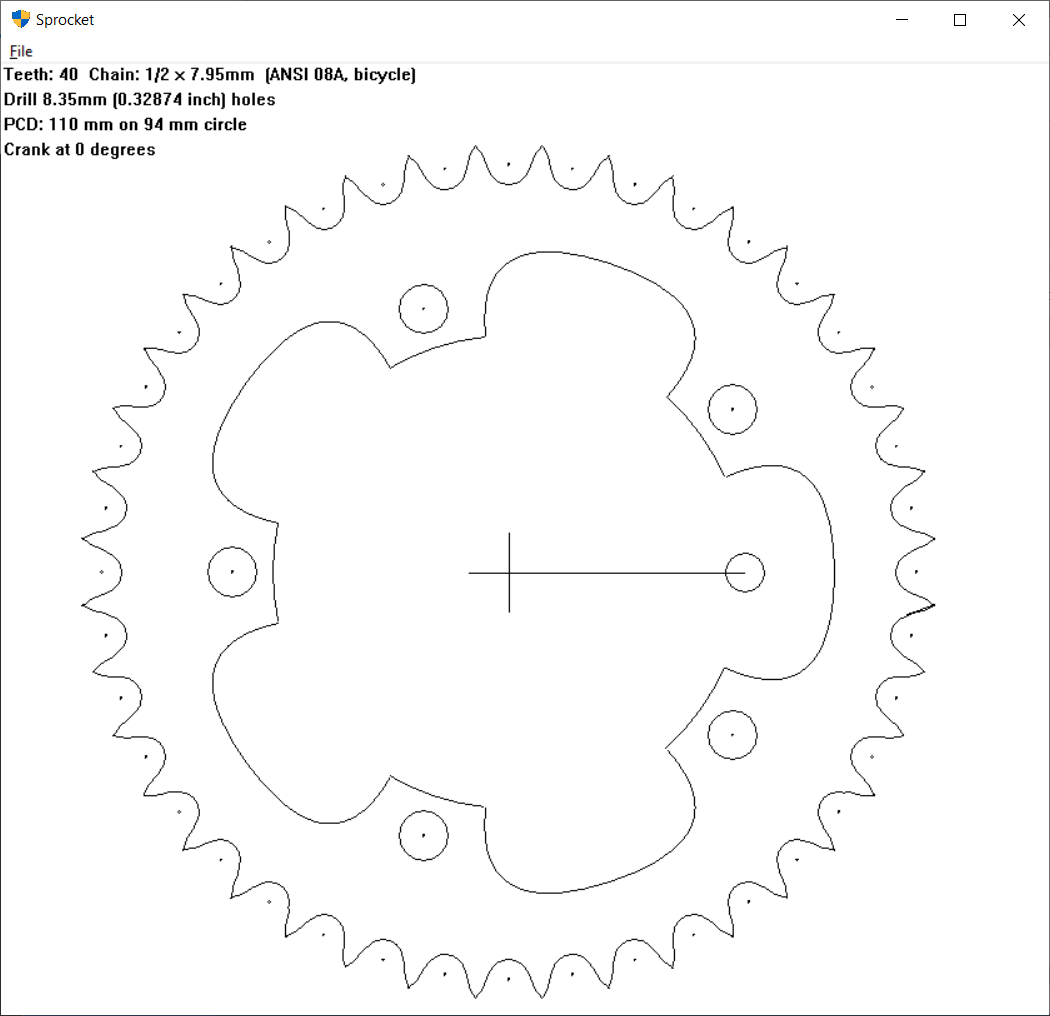 Sprocket
File
Teeth: 40 Chain: 1/2 × 7.95mm (ANSI 08A, bicycle)
Drill 8.35mm (0.32874 inch) holes
PCD: 110 mm on 94 mm circle
Crank at 0 degrees